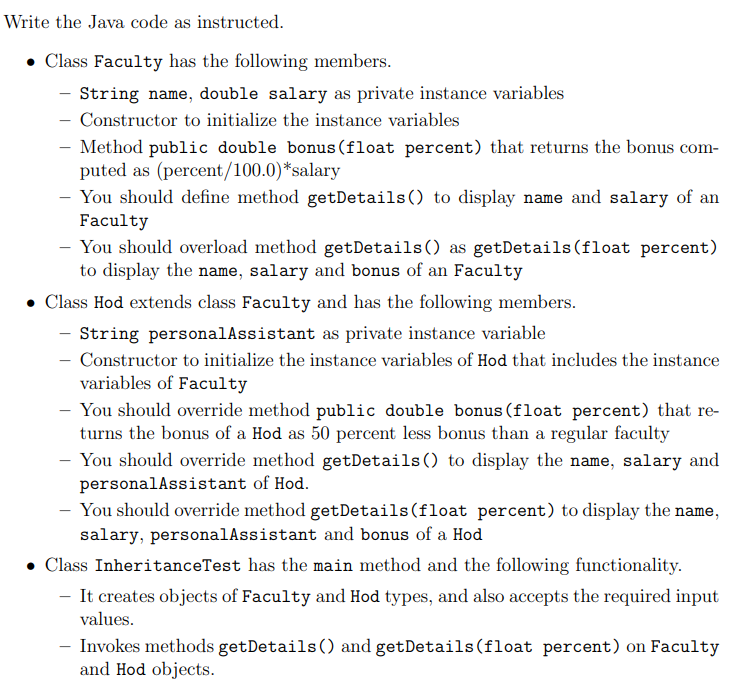 Write the Java code as instructed.
• Class Faculty has the following members.
– String name, double salary as private instance variables
– Constructor to initialize the instance variables
– Method public double bonus(float percent) that returns the bonus com-
puted as (percent/100.0)*salary
– You should define method getDetails() to display name and salary of an
Faculty
– You should overload method getDetails() as getDetails(float percent)
to display the name, salary and bonus of an Faculty
• Class Hod extends class Faculty and has the following members.
– String personalAssistant as private instance variable
– Constructor to initialize the instance variables of Hod that includes the instance
variables of Faculty
– You should override method public double bonus(float percent) that re-
turns the bonus of a Hod as 50 percent less bonus than a regular faculty
– You should override method getDetails() to display the name, salary and
personalAssistant of Hod.
– You should override method getDetails(float percent) to display the name,
salary, personalAssistant and bonus of a Hod
• Class InheritanceTest has the main method and the following functionality.
– It creates objects of Faculty and Hod types, and also accepts the required input
values.
– Invokes methods getDetails() and getDetails(float percent) on Faculty
and Hod objects.